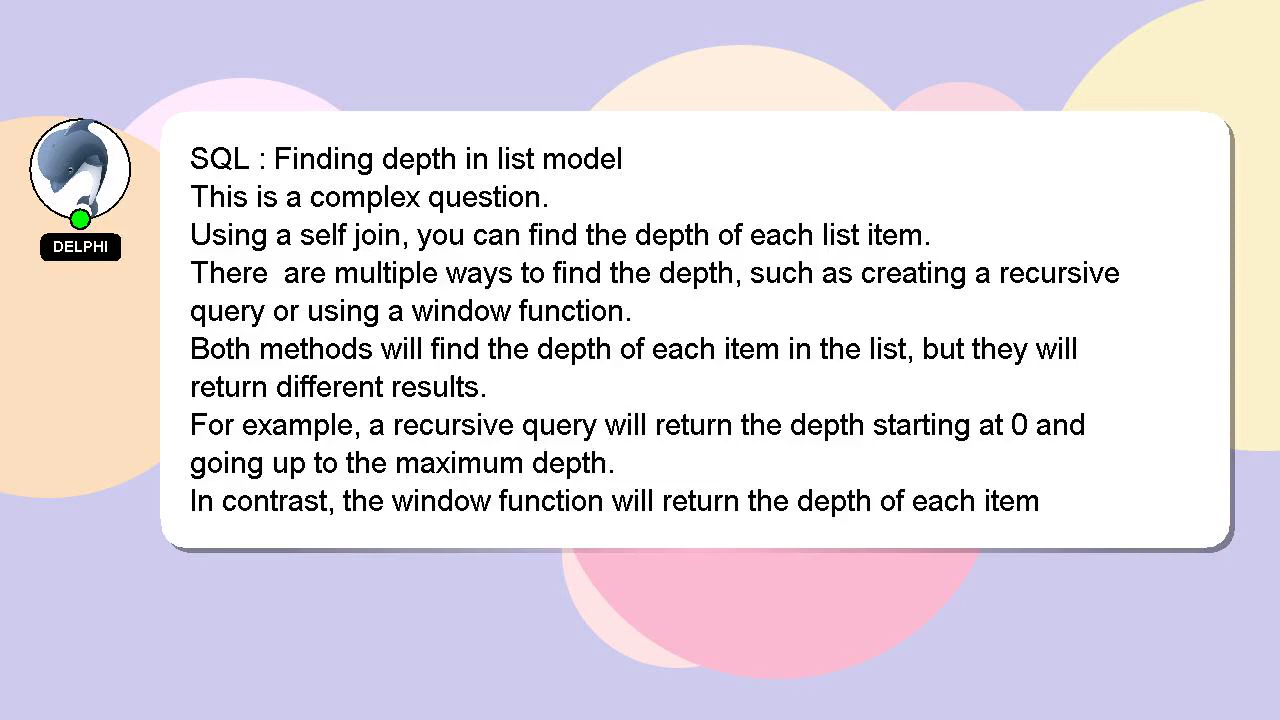 DELPHI
SQL : Finding depth in list model
This is a complex question.
Using a self join, you can find the depth of each list item.
There  are multiple ways to find the depth, such as creating a recursive
query or using a window function.
Both methods will find the depth of each item in the list, but they will
return different results.
For example, a recursive query will return the depth starting at 0 and
going up to the maximum depth.
In contrast, the window function will return the depth of each item